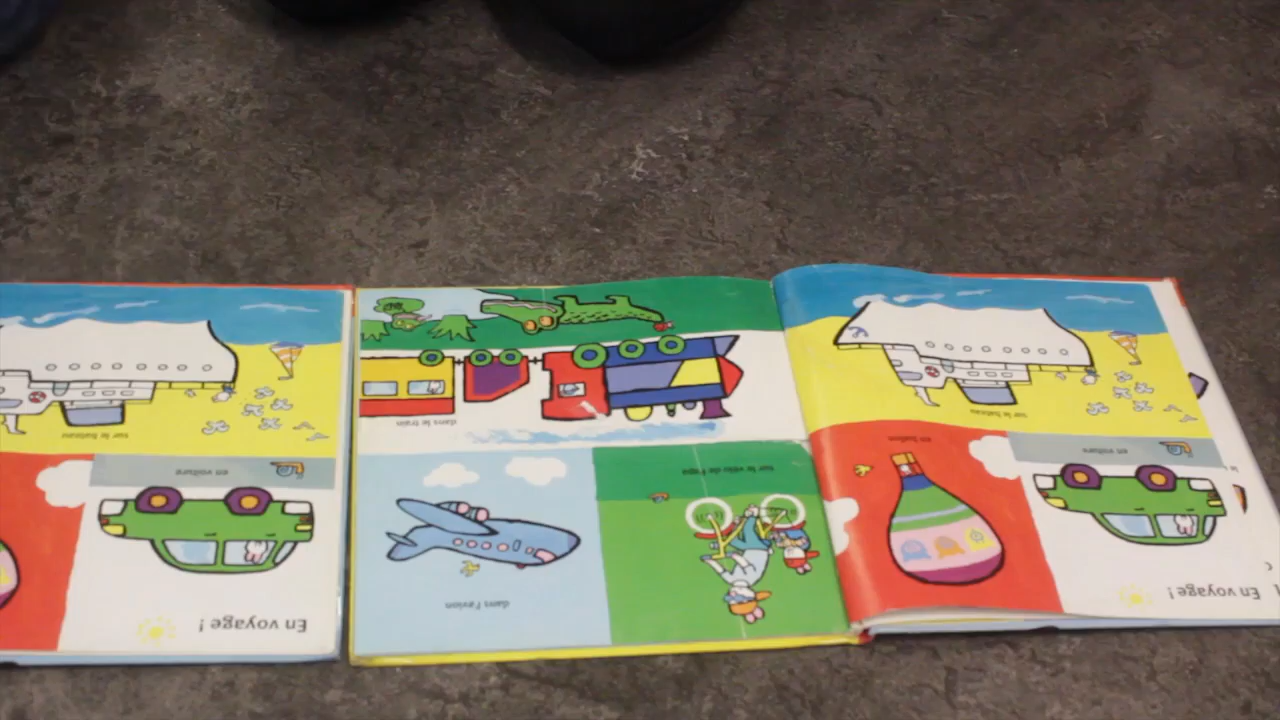 En voyage !
en voiture
sur le bateau
dans l'avion
sur le vélo de Papa
dans le train
En voyage !
en voiture
en ballon
sur le bateau